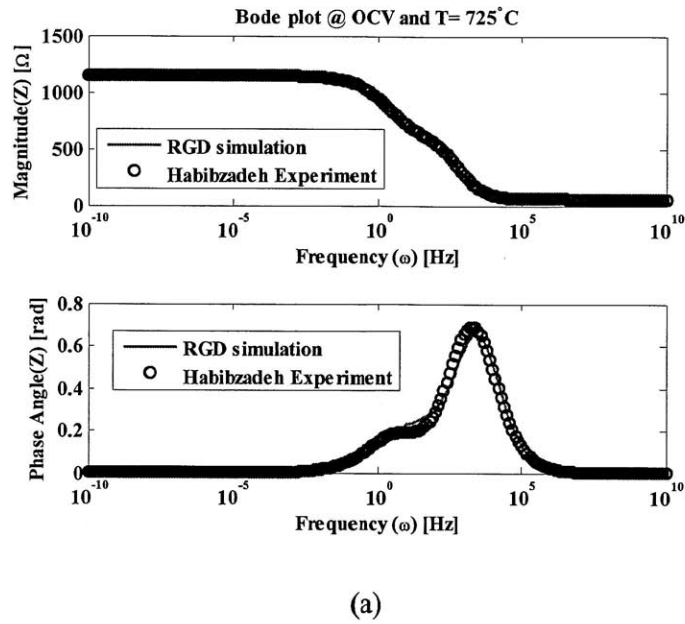 Bode plot @ OCV and T= 725°C
Magnitude(Z) [Ω]
1500
1000
500
0
RGD simulation
Habibzadeh Experiment
10^-10
10^-5
10^0
10^5
10^10
Frequency (ω) [Hz]
Phase Angle(Z) [rad]
0.8
0.6
0.4
0.2
0
RGD simulation
Habibzadeh Experiment
10^-10
10^-5
10^0
10^5
10^10
Frequency (ω) [Hz]
(a)